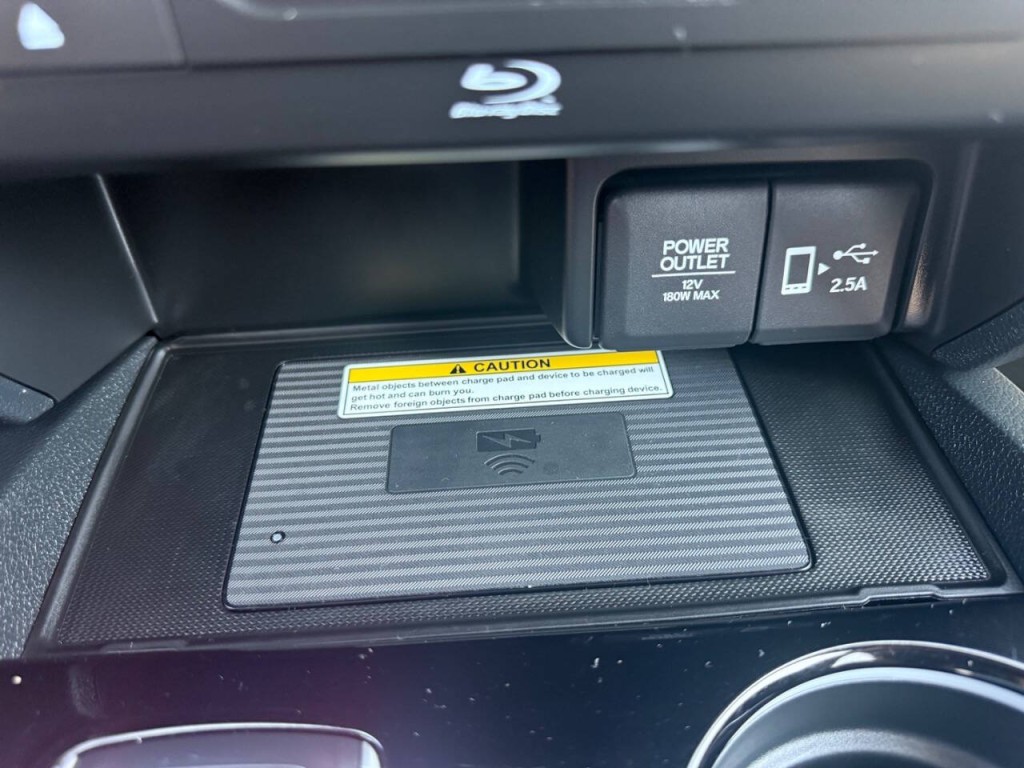 Blu-ray Disc
POWER
OUTLET
12V
180W MAX
2.5A
CAUTION
Metal objects between charge pad and device to be charged will
get hot and can burn you.
Remove foreign objects from charge pad before charging device.